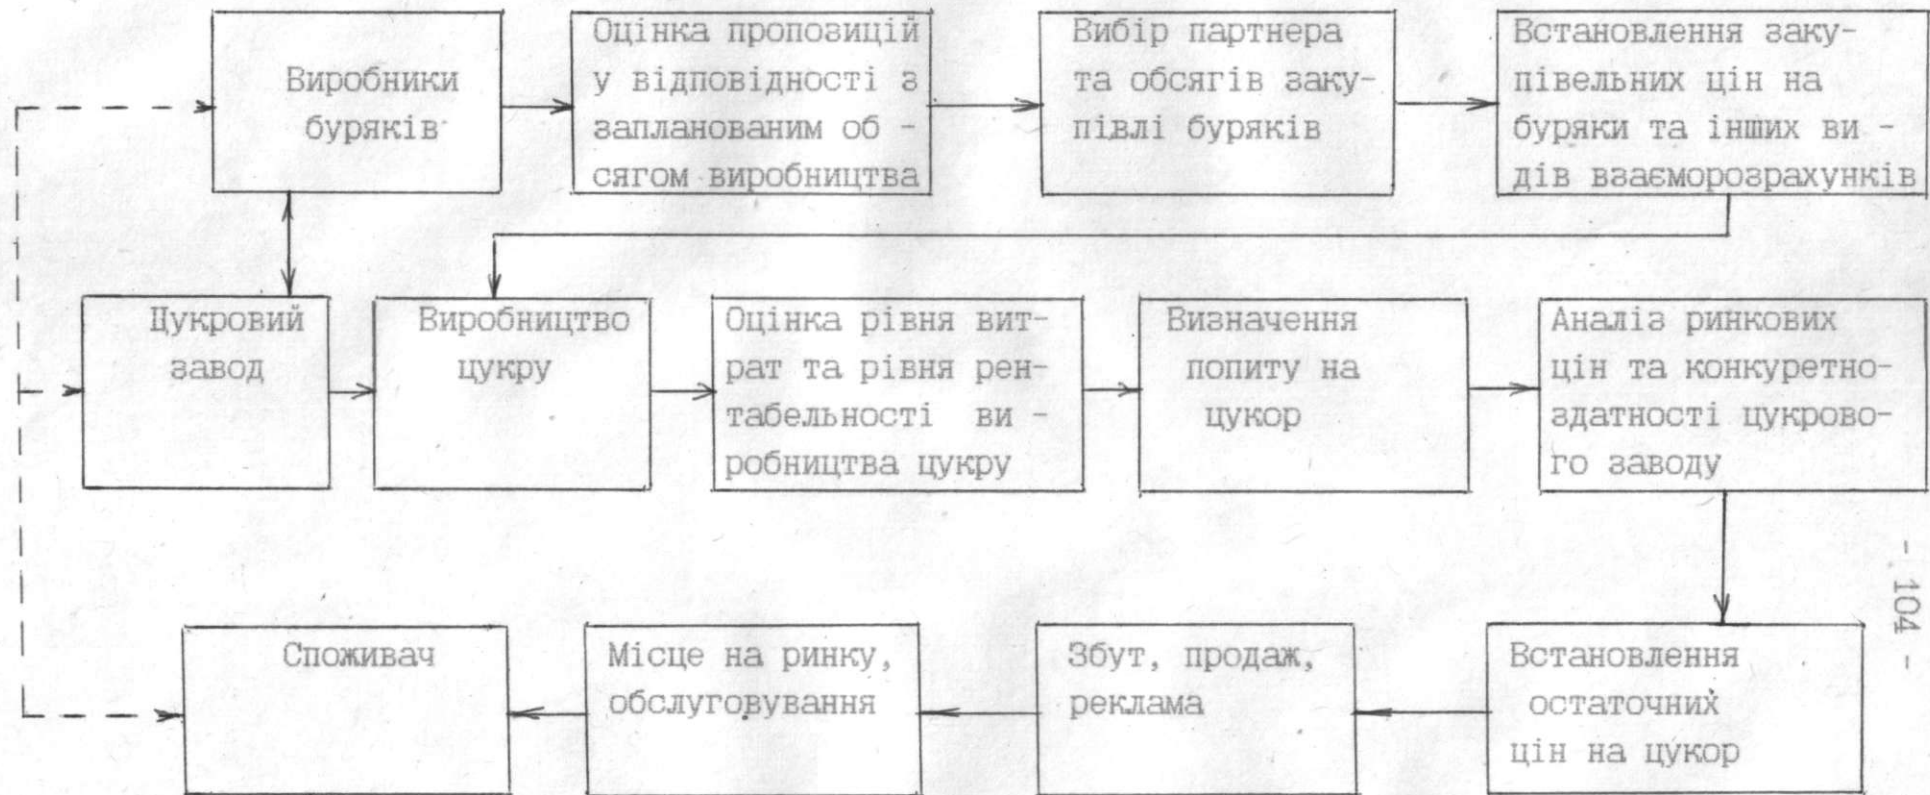 Виробники
буряків
Оцінка пропозицій
у відповідності з
запланованим об -
сягом виробництва
Вибір партнера
та обсягів заку-
півлі буряків
Встановлення заку-
півельних цін на
буряки та інших ви -
дів взаєморозрахунків
Цукровий
завод
Виробництво
цукру
Оцінка рівня вит-
рат та рівня рен-
табельності ви -
робництва цукру
Визначення
попиту на
цукор
Аналіз ринкових
цін та конкуретно-
здатності цукрово-
го заводу
Споживач
Місце на ринку,
обслуговування
Збут, продаж,
реклама
Встановлення
остаточних
цін на цукор
- 104 -